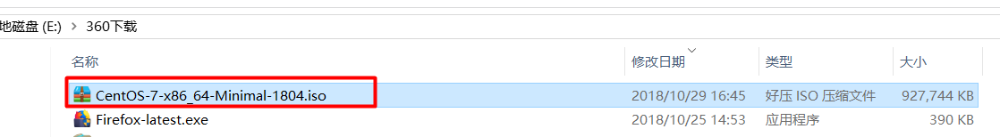 地磁盘 (E:) › 360下载
名称 修改日期 类型 大小
CentOS-7-x86_64-Minimal-1804.iso 2018/10/29 16:45 好压 ISO 压缩文件 927,744 KB
Firefox-latest.exe 2018/10/25 14:53 应用程序 390 KB